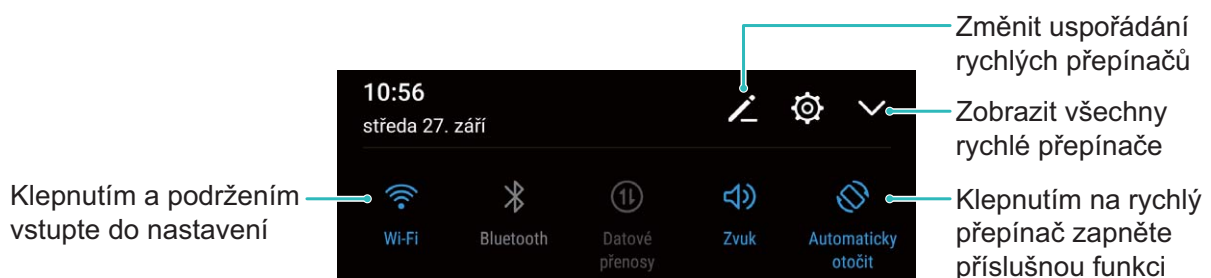 Změnit uspořádání
rychlých přepínačů
10:56
středa 27. září
Zobrazit všechny
rychlé přepínače
Klepnutím a podržením
vstupte do nastavení
Wi-Fi
Bluetooth
Datové
přenosy
Zvuk
Automaticky
otočit
Klepnutím na rychlý
přepínač zapněte
příslušnou funkci